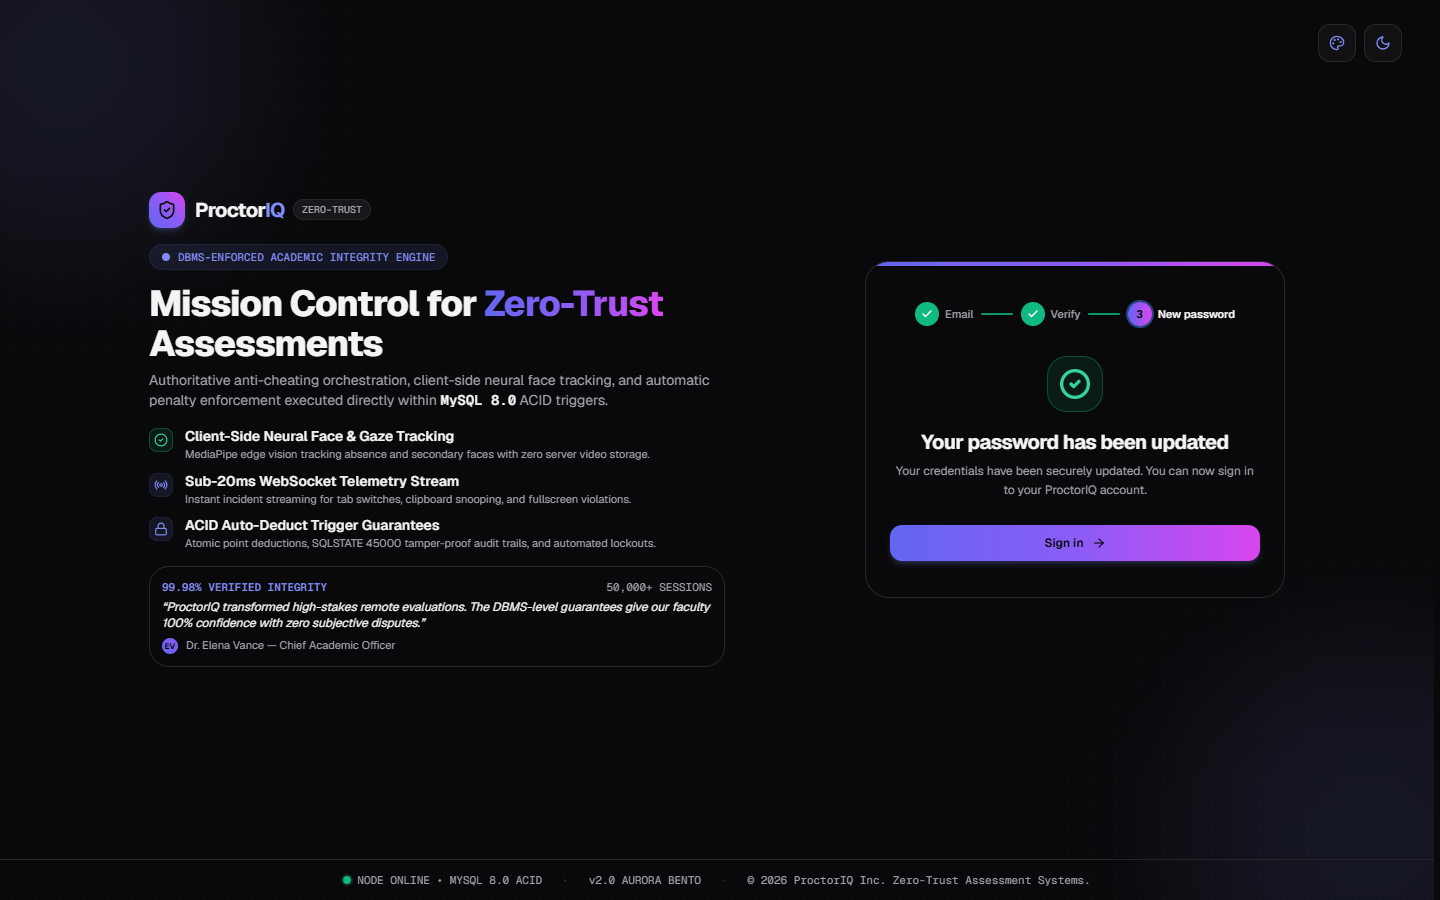 ProctorIQ ZERO-TRUST
DBMS-ENFORCED ACADEMIC INTEGRITY ENGINE
Mission Control for Zero-Trust
Assessments
Authoritative anti-cheating orchestration, client-side neural face tracking, and automatic
penalty enforcement executed directly within MySQL 8.0 ACID triggers.
Client-Side Neural Face & Gaze Tracking
MediaPipe edge vision tracking absence and secondary faces with zero server video storage.
Sub-20ms WebSocket Telemetry Stream
Instant incident streaming for tab switches, clipboard snooping, and fullscreen violations.
ACID Auto-Deduct Trigger Guarantees
Atomic point deductions, SQLSTATE 45000 tamper-proof audit trails, and automated lockouts.
99.98% VERIFIED INTEGRITY 50,000+ SESSIONS
“ProctorIQ transformed high-stakes remote evaluations. The DBMS-level guarantees give our faculty
100% confidence with zero subjective disputes.”
EV Dr. Elena Vance — Chief Academic Officer
Email Verify 3 New password
Your password has been updated
Your credentials have been securely updated. You can now sign in
to your ProctorIQ account.
Sign in →
NODE ONLINE • MYSQL 8.0 ACID · v2.0 AURORA BENTO · © 2026 ProctorIQ Inc. Zero-Trust Assessment Systems.